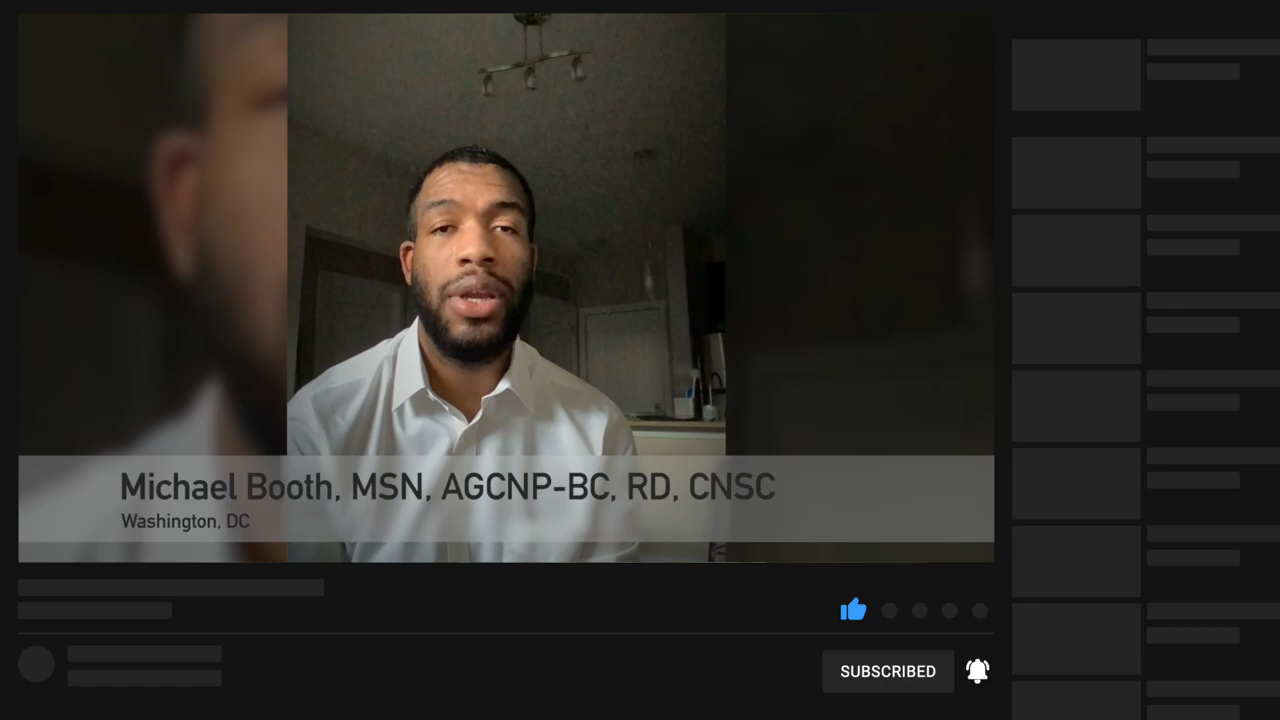 Michael Booth, MSN, AGCNP-BC, RD, CNSC
Washington, DC
SUBSCRIBED